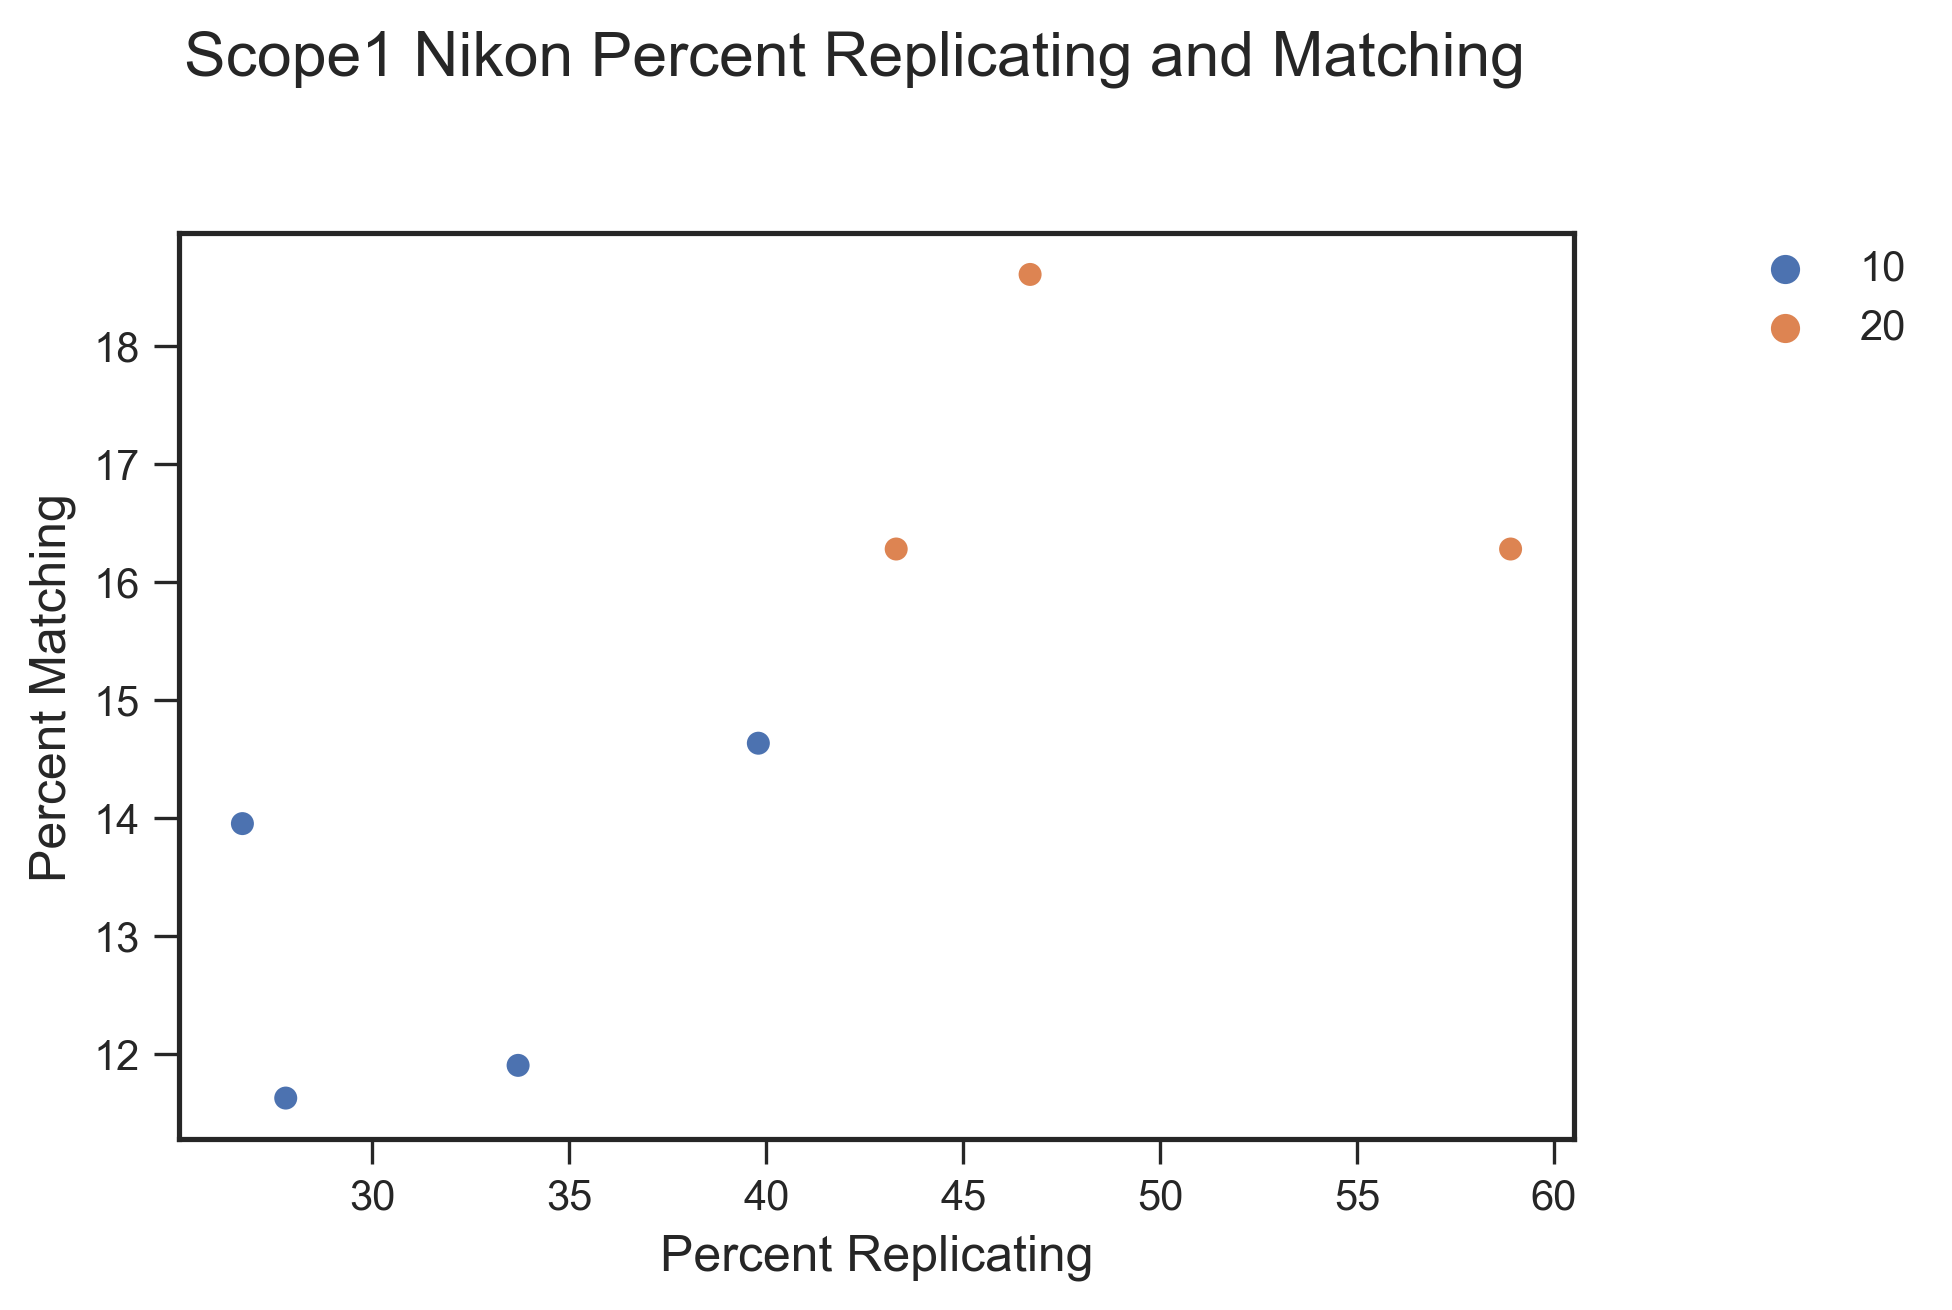 Scope1 Nikon Percent Replicating and Matching
10
20
18
17
16
15
14
13
12
Percent Matching
30 35 40 45 50 55 60
Percent Replicating